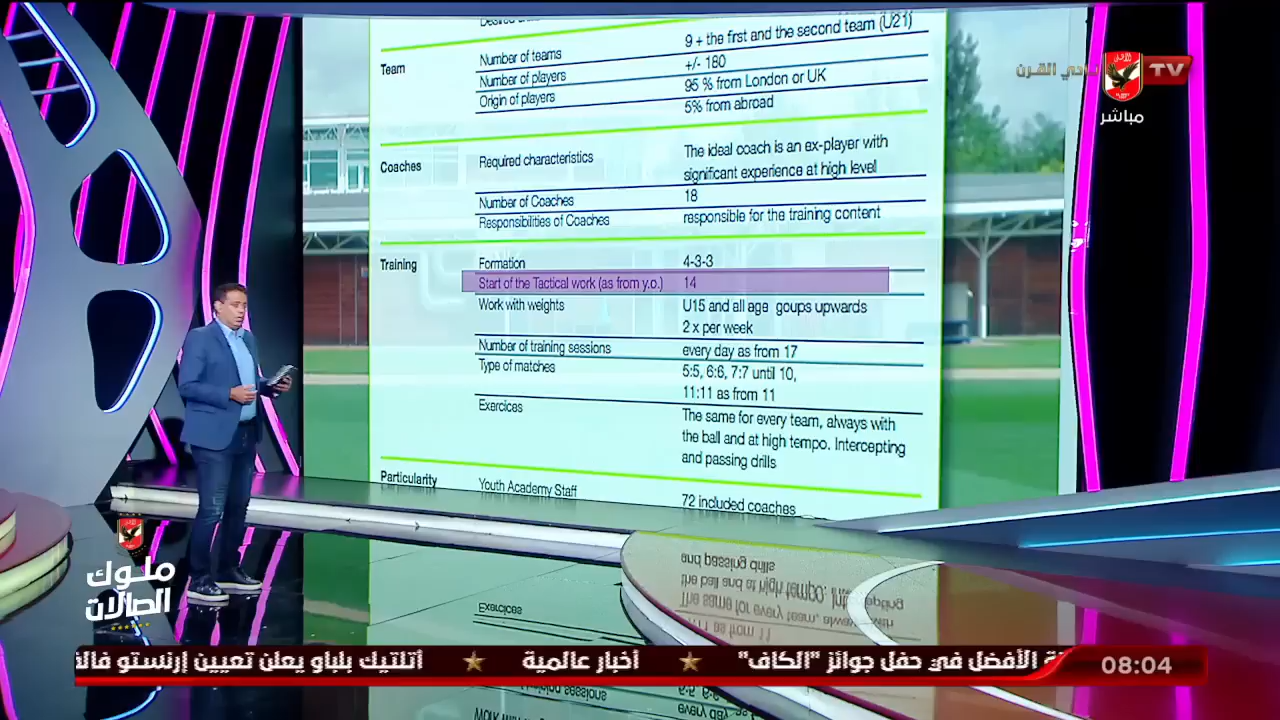 Number of teams
9 + the first and the second team (U21)
Team
Number of players
+/- 180
Origin of players
95 % from London or UK
5% from abroad
Coaches
Required characteristics
The ideal coach is an ex-player with
significant experience at high level
Number of Coaches
18
Responsibilities of Coaches
responsible for the training content
Training
Formation
4-3-3
Start of the Tactical work (as from y.o.)
14
Work with weights
U15 and all age goups upwards
2 x per week
Number of training sessions
every day as from 17
Type of matches
5:5, 6:6, 7:7 until 10,
11:11 as from 11
Exercices
The same for every team, always with
the ball and at high tempo. Intercepting
and passing drills
Particularity
Youth Academy Staff
72 included coaches
نادي القرن
TV
مباشر
ملوك
الصالات
الأفضل في حفل جوائز "الكاف" ★ أخبار عالمية ★ أتلتيك بلباو يعلن تعيين إرنستو
08:04